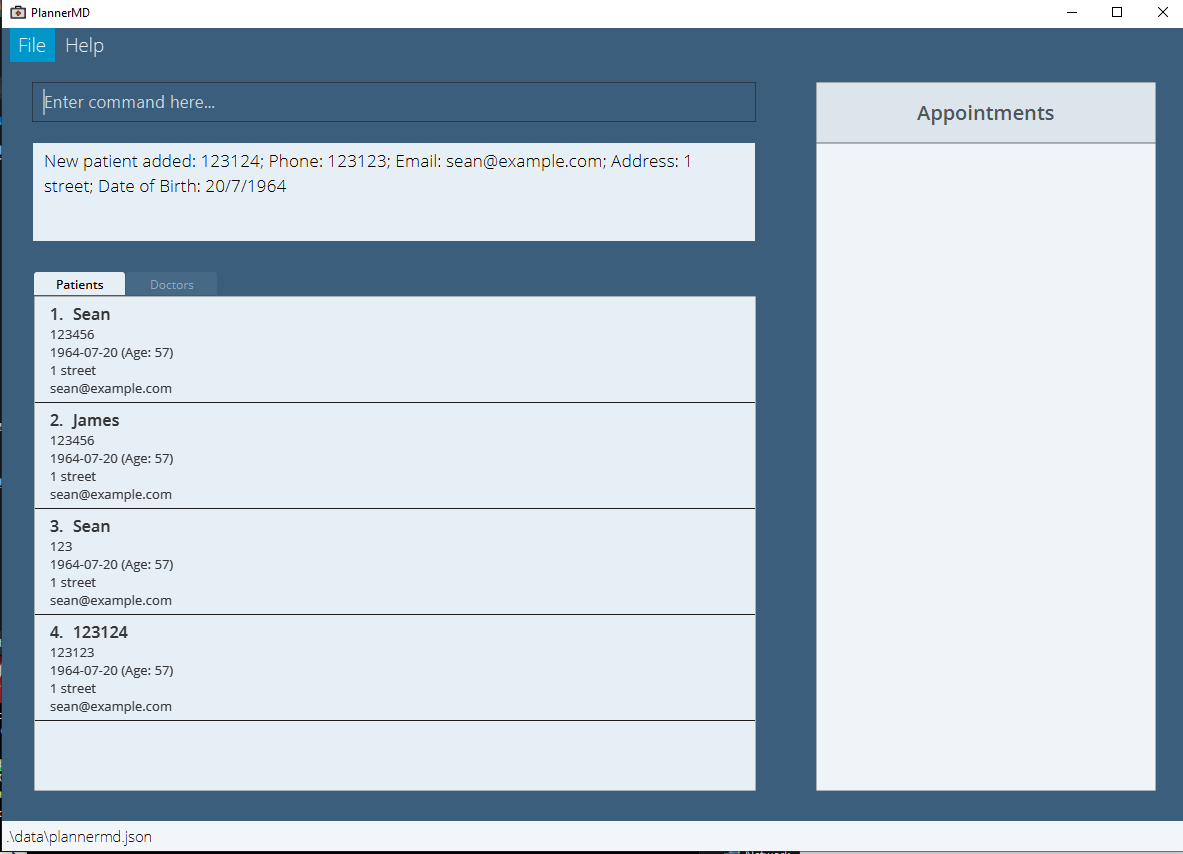 PlannerMD
File Help
Enter command here...
New patient added: 123124; Phone: 123123; Email: sean@example.com; Address: 1
street; Date of Birth: 20/7/1964
Patients Doctors
1. Sean
123456
1964-07-20 (Age: 57)
1 street
sean@example.com
2. James
123456
1964-07-20 (Age: 57)
1 street
sean@example.com
3. Sean
123
1964-07-20 (Age: 57)
1 street
sean@example.com
4. 123124
123123
1964-07-20 (Age: 57)
1 street
sean@example.com
Appointments
.\data\plannermd.json